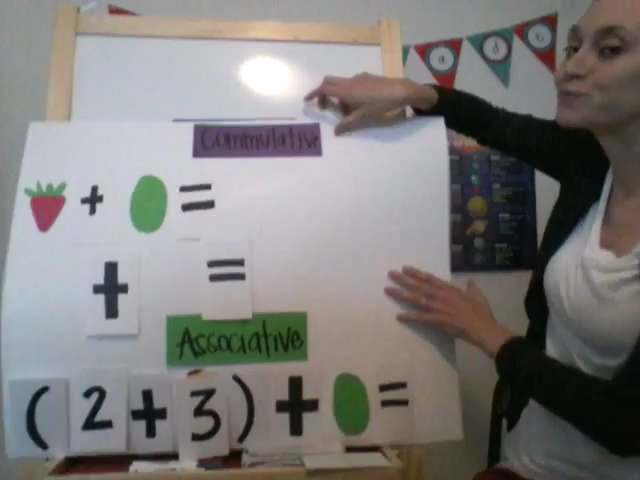 Commutative
+ =
+ =
Associative
(2+3)+ =